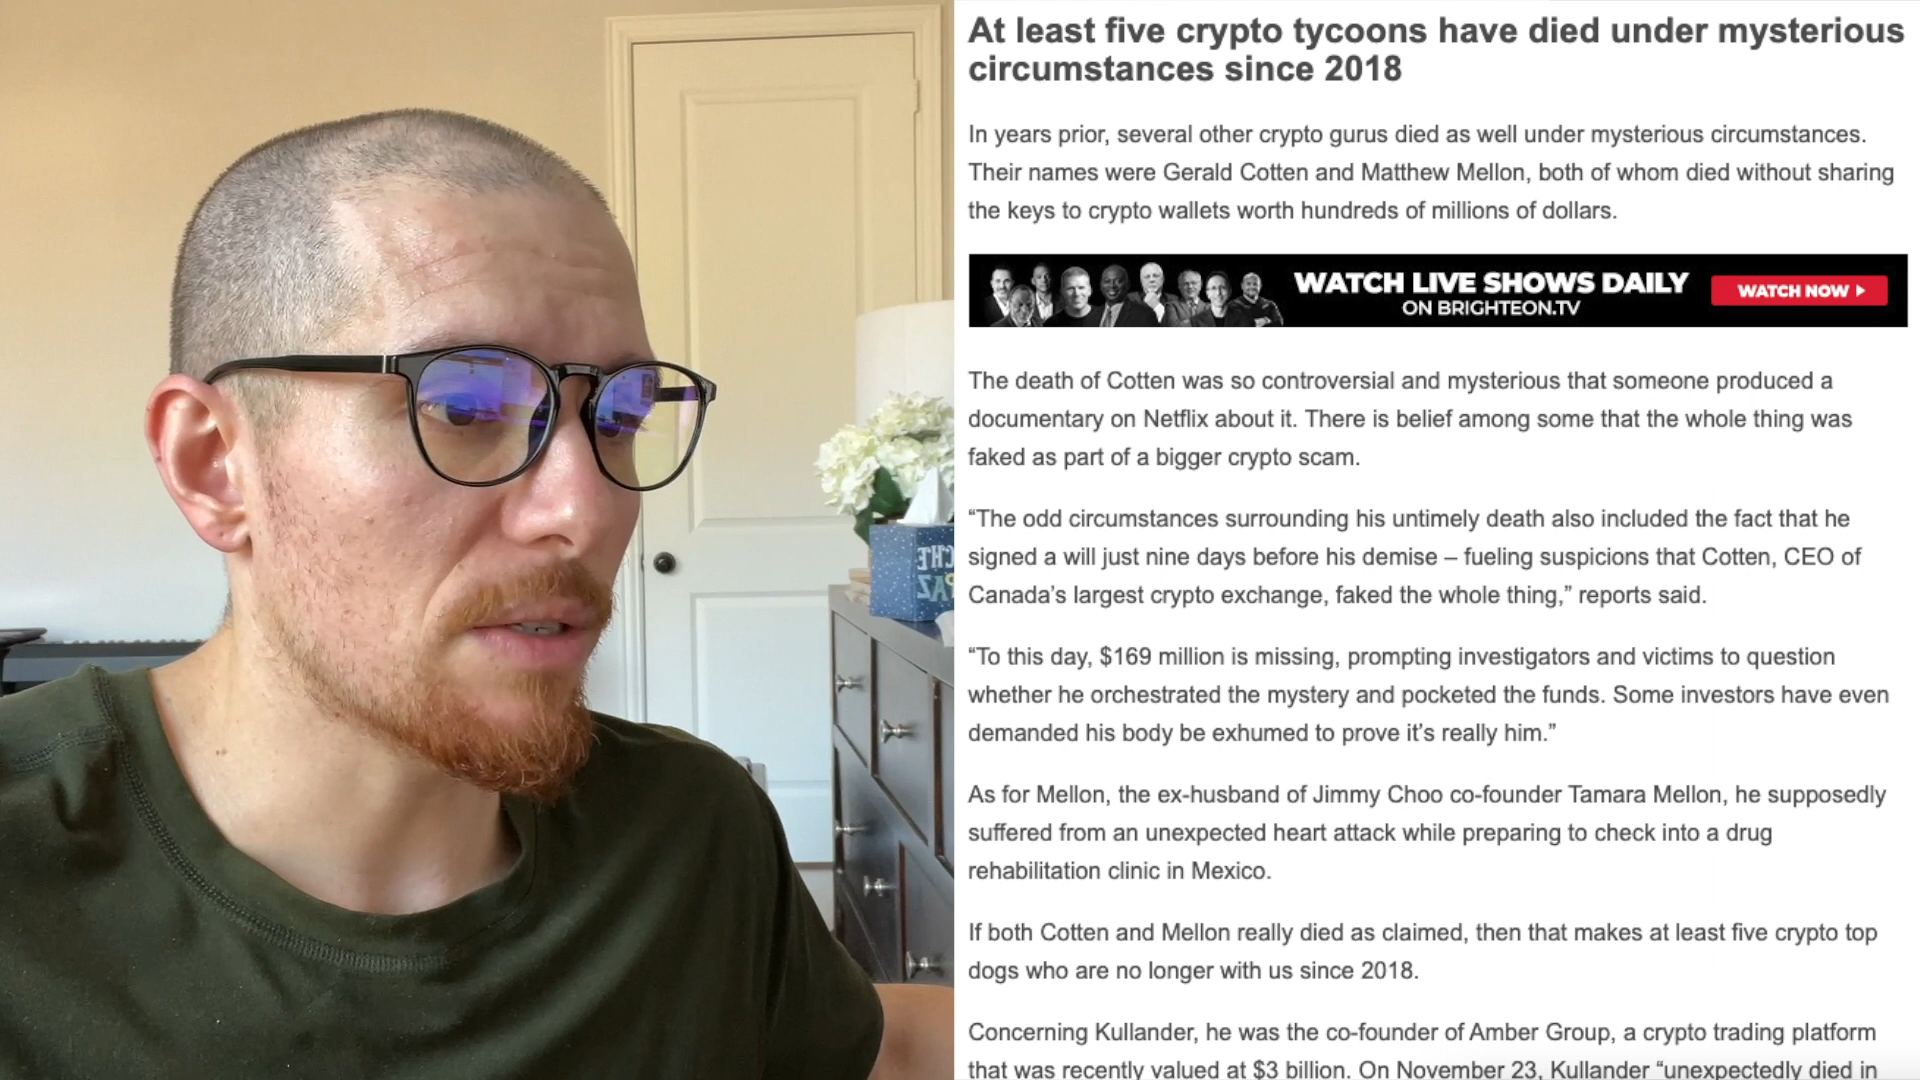 At least five crypto tycoons have died under mysterious
circumstances since 2018
In years prior, several other crypto gurus died as well under mysterious circumstances.
Their names were Gerald Cotten and Matthew Mellon, both of whom died without sharing
the keys to crypto wallets worth hundreds of millions of dollars.
WATCH LIVE SHOWS DAILY
ON BRIGHTEON.TV
WATCH NOW
The death of Cotten was so controversial and mysterious that someone produced a
documentary on Netflix about it. There is belief among some that the whole thing was
faked as part of a bigger crypto scam.
“The odd circumstances surrounding his untimely death also included the fact that he
signed a will just nine days before his demise – fueling suspicions that Cotten, CEO of
Canada’s largest crypto exchange, faked the whole thing,” reports said.
“To this day, $169 million is missing, prompting investigators and victims to question
whether he orchestrated the mystery and pocketed the funds. Some investors have even
demanded his body be exhumed to prove it’s really him.”
As for Mellon, the ex-husband of Jimmy Choo co-founder Tamara Mellon, he supposedly
suffered from an unexpected heart attack while preparing to check into a drug
rehabilitation clinic in Mexico.
If both Cotten and Mellon really died as claimed, then that makes at least five crypto top
dogs who are no longer with us since 2018.
Concerning Kullander, he was the co-founder of Amber Group, a crypto trading platform
that was recently valued at $3 billion. On November 23, Kullander “unexpectedly died in